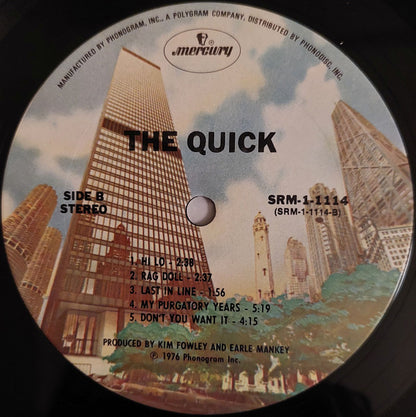 MANUFACTURED BY PHONOGRAM, INC., A POLYGRAM COMPANY. DISTRIBUTED BY PHONODISC, INC.
mercury
THE QUICK
SIDE B
STEREO
SRM-1-1114
(SRM-1-1114-B)
1. HI LO - 2:38
2. RAG DOLL - 2:37
3. LAST IN LINE - 1:56
4. MY PURGATORY YEARS - 5:19
5. DON'T YOU WANT IT - 4:15
PRODUCED BY KIM FOWLEY AND EARLE MANKEY
℗ 1976 Phonogram Inc.